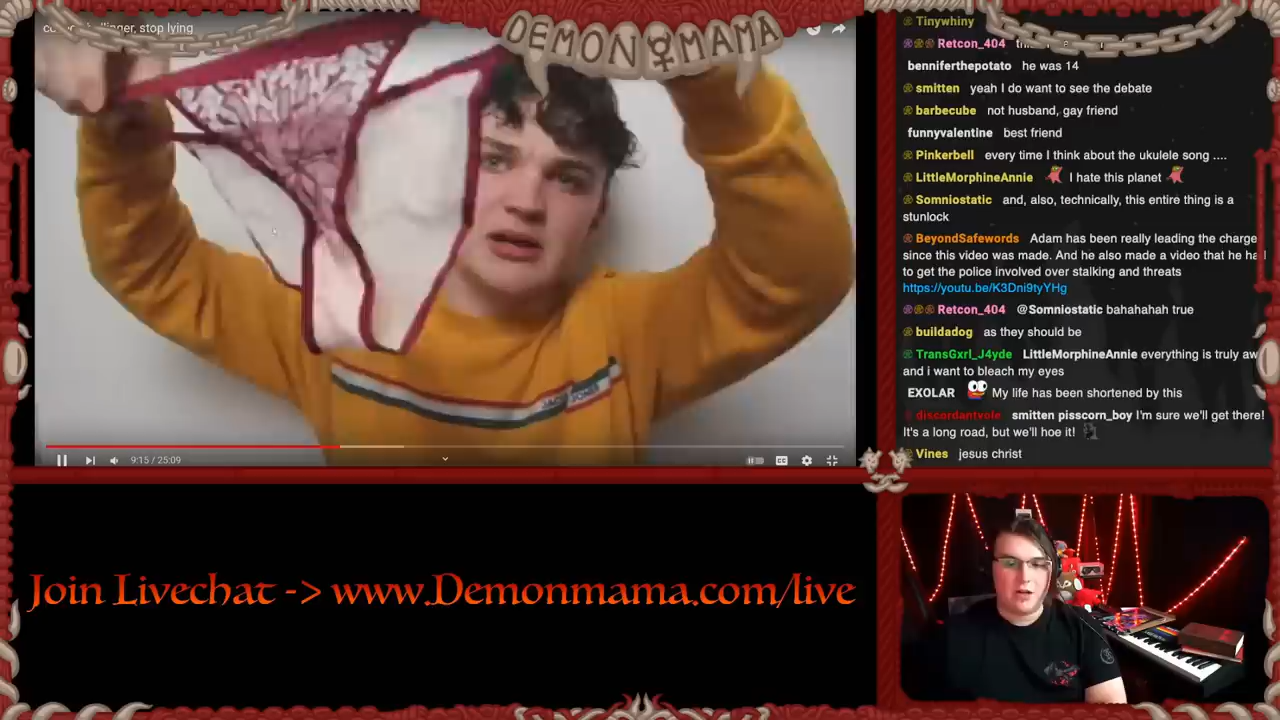 stop lying
DEMON MAMA
9:15 / 25:09
CC
Join Livechat -> www.Demonmama.com/live
Tinywhiny
Retcon_404
benniferthepotato he was 14
smitten yeah I do want to see the debate
barbecube not husband, gay friend
funnyvalentine best friend
Pinkerbell every time I think about the ukulele song ....
LittleMorphineAnnie I hate this planet
Somniostatic and, also, technically, this entire thing is a
stunlock
BeyondSafewords Adam has been really leading the charge
since this video was made. And he also made a video that he
to get the police involved over stalking and threats
https://youtu.be/K3Dni9tyYHg
Retcon_404 @Somniostatic bahahahah true
buildadog as they should be
TransGxrl_J4yde LittleMorphineAnnie everything is truly aw
and i want to bleach my eyes
EXOLAR My life has been shortened by this
discordantvole smitten pisscorn_boy I'm sure we'll get there!
It's a long road, but we'll hoe it!
Vines jesus christ